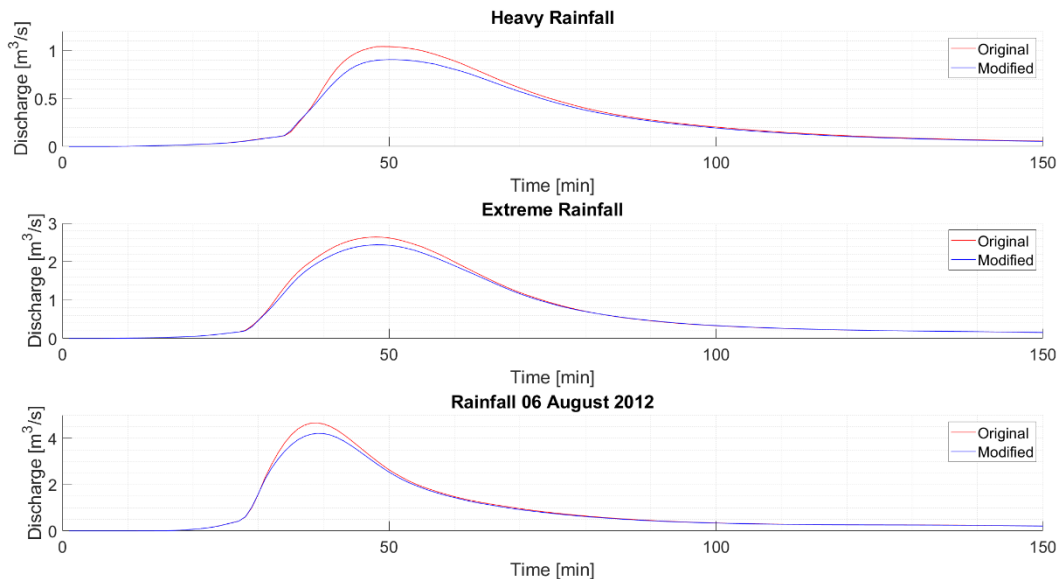 Heavy Rainfall
Discharge [m³/s]
1
0.5
0
Original
Modified
0
50
100
150
Time [min]
Extreme Rainfall
Discharge [m³/s]
3
2
1
0
Original
Modified
0
50
100
150
Time [min]
Rainfall 06 August 2012
Discharge [m³/s]
4
2
0
Original
Modified
0
50
100
150
Time [min]